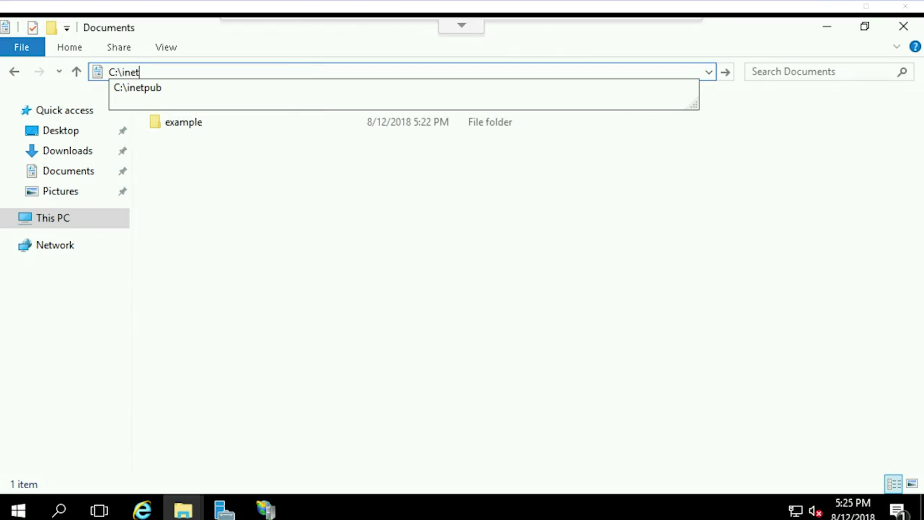 Documents
File Home Share View
C:\inet
Search Documents
C:\inetpub
Quick access
Desktop
Downloads
Documents
Pictures
This PC
Network
example 8/12/2018 5:22 PM File folder
1 item
5:25 PM
8/12/2018
1